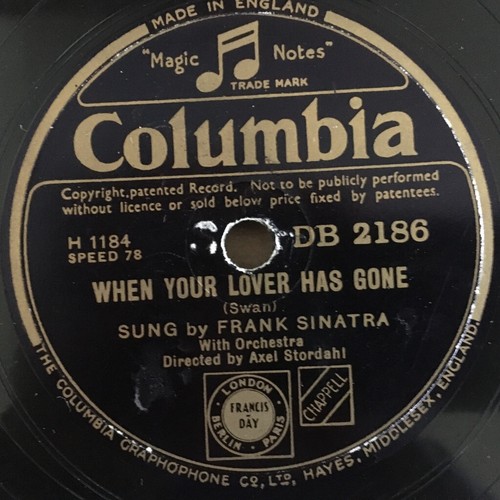 MADE IN ENGLAND
"Magic Notes"
TRADE MARK
Columbia
Copyright, patented Record. Not to be publicly performed
without licence or sold below price fixed by patentees.
H 1184
SPEED 78
DB 2186
WHEN YOUR LOVER HAS GONE
(Swan)
SUNG by FRANK SINATRA
With Orchestra
Directed by Axel Stordahl
LONDON
FRANCIS
DAY
BERLIN - PARIS
CHAPPELL
THE COLUMBIA GRAPHOPHONE CO., LTD, HAYES, MIDDLESEX, ENGLAND.